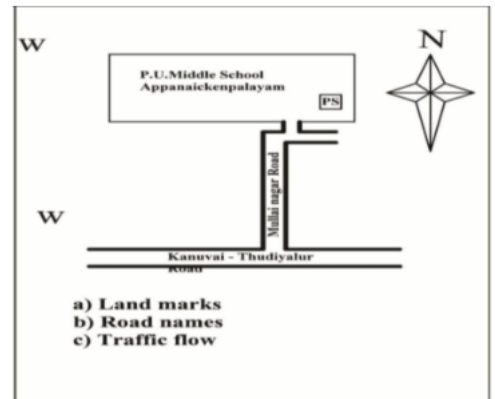 W
N
P.U.Middle School
Appanaickenpalayam
PS
Mullai nagar Road
W
Kanuvai - Thudiyalur
Road
a) Land marks
b) Road names
c) Traffic flow